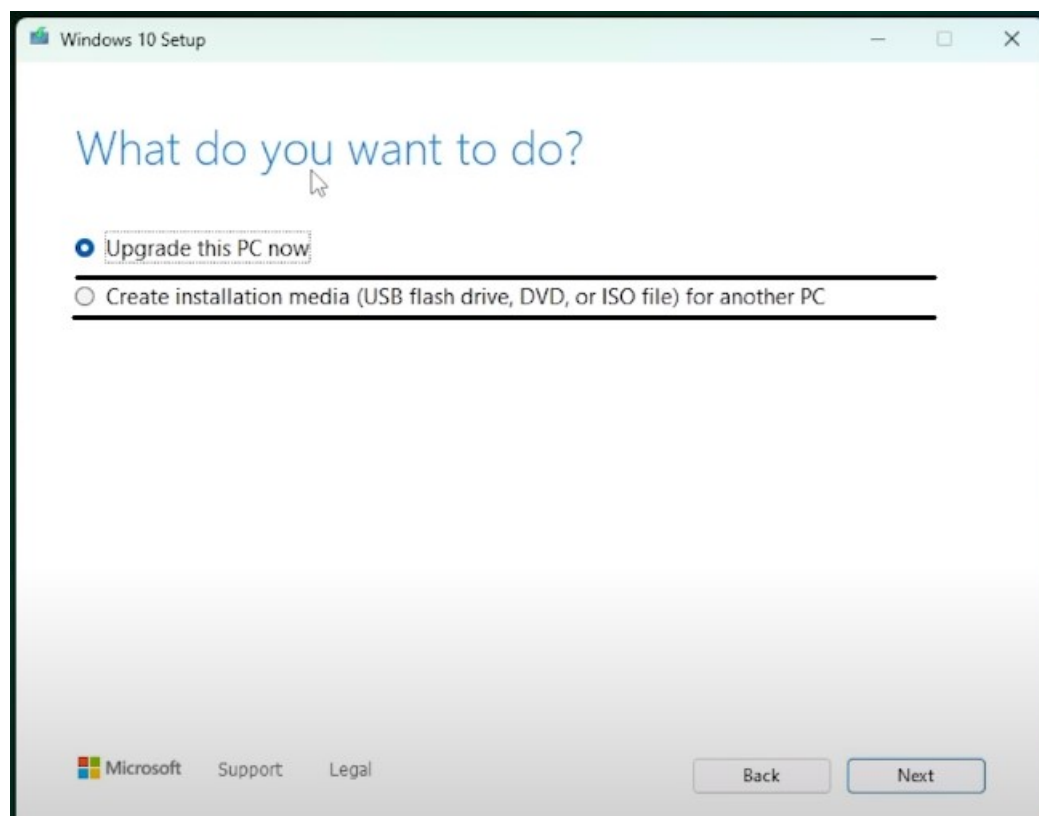 Windows 10 Setup
What do you want to do?
Upgrade this PC now
Create installation media (USB flash drive, DVD, or ISO file) for another PC
Microsoft Support Legal Back Next